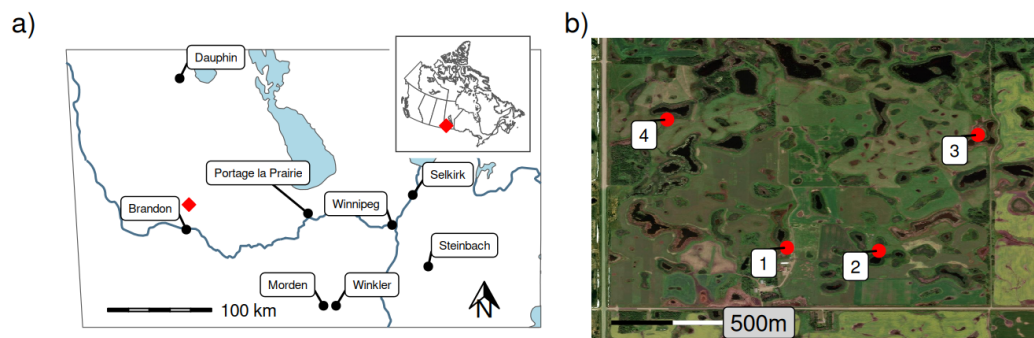 a)
Dauphin
Portage la Prairie
Selkirk
Brandon
Winnipeg
Steinbach
Morden
Winkler
100 km
N
b)
4
3
1
2
500m